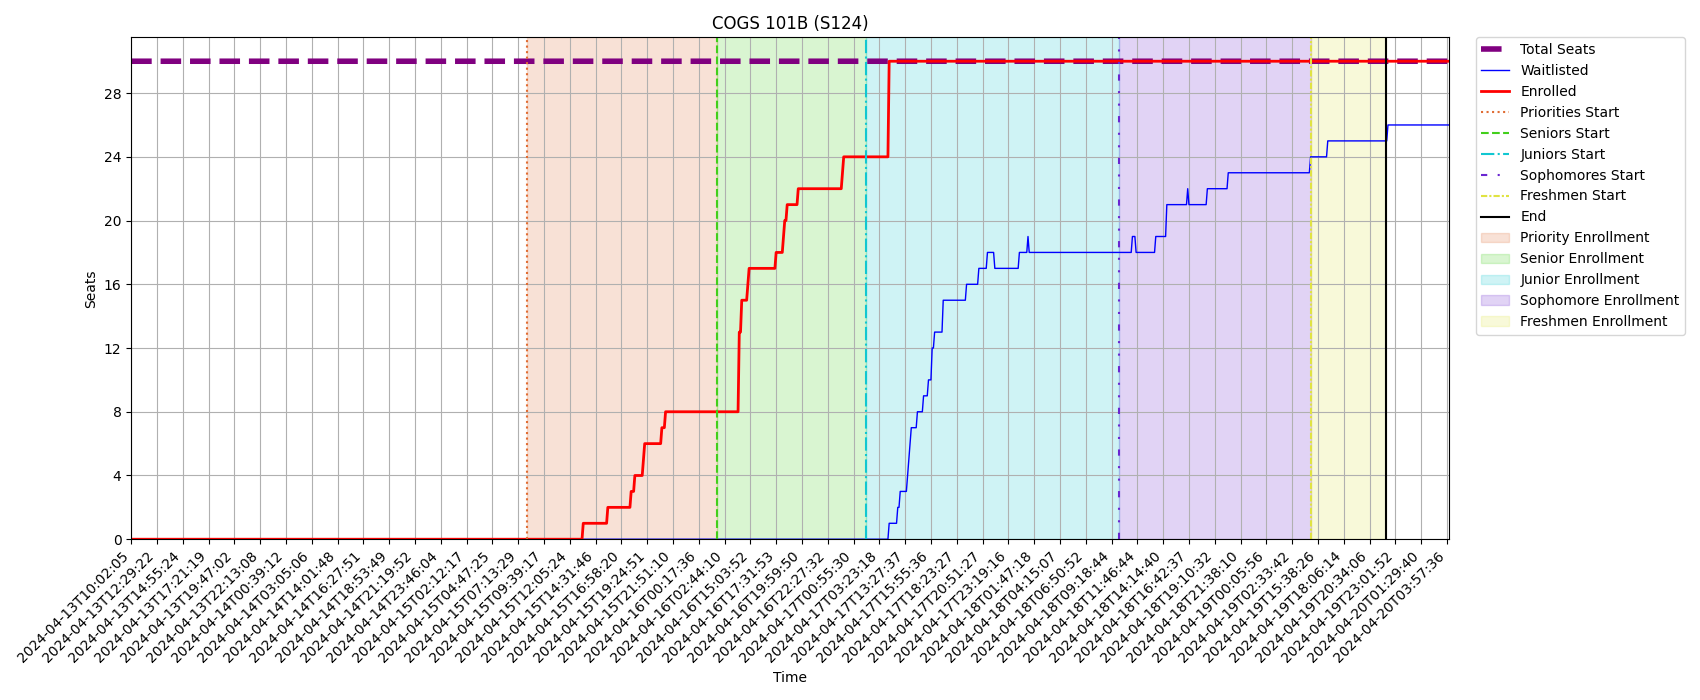 COGS 101B (S124)
Seats
28
24
20
16
12
8
4
0
2024-04-13T10:02:05
2024-04-13T12:29:22
2024-04-13T14:55:24
2024-04-13T17:21:19
2024-04-13T19:47:02
2024-04-13T22:13:08
2024-04-14T00:39:12
2024-04-14T03:05:06
2024-04-14T14:01:48
2024-04-14T16:27:51
2024-04-14T18:53:49
2024-04-14T21:19:52
2024-04-14T23:46:04
2024-04-15T02:12:17
2024-04-15T04:47:25
2024-04-15T07:13:29
2024-04-15T09:39:17
2024-04-15T12:05:24
2024-04-15T14:31:46
2024-04-15T16:58:20
2024-04-15T19:24:51
2024-04-15T21:51:10
2024-04-16T00:17:36
2024-04-16T02:44:10
2024-04-16T15:03:52
2024-04-16T17:31:53
2024-04-16T19:59:50
2024-04-16T22:27:32
2024-04-17T00:55:30
2024-04-17T03:23:18
2024-04-17T13:27:37
2024-04-17T15:55:36
2024-04-17T18:23:27
2024-04-17T20:51:27
2024-04-17T23:19:16
2024-04-18T01:47:18
2024-04-18T04:15:07
2024-04-18T06:50:52
2024-04-18T09:18:44
2024-04-18T11:46:44
2024-04-18T14:14:40
2024-04-18T16:42:37
2024-04-18T19:10:32
2024-04-18T21:38:10
2024-04-19T00:05:56
2024-04-19T02:33:42
2024-04-19T15:38:26
2024-04-19T18:06:14
2024-04-19T20:34:06
2024-04-19T23:01:52
2024-04-20T01:29:40
2024-04-20T03:57:36
Time
Total Seats
Waitlisted
Enrolled
Priorities Start
Seniors Start
Juniors Start
Sophomores Start
Freshmen Start
End
Priority Enrollment
Senior Enrollment
Junior Enrollment
Sophomore Enrollment
Freshmen Enrollment